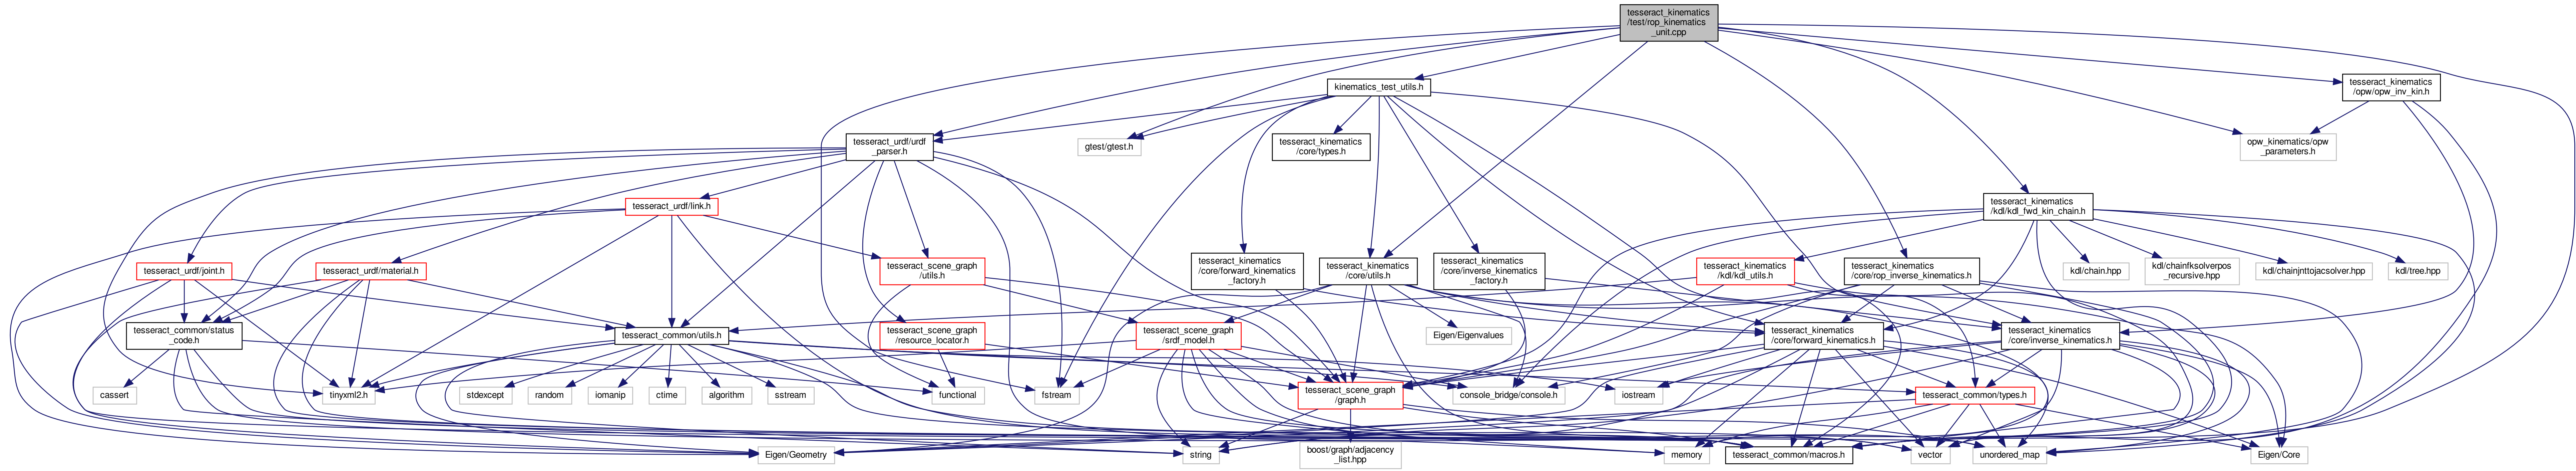 tesseract_kinematics
/test/rop_kinematics
_unit.cpp
kinematics_test_utils.h
tesseract_kinematics
/opw/opw_inv_kin.h
tesseract_urdf/urdf
_parser.h
gtest/gtest.h
tesseract_kinematics
/core/types.h
opw_kinematics/opw
_parameters.h
tesseract_urdf/link.h
tesseract_kinematics
/kdl/kdl_fwd_kin_chain.h
tesseract_urdf/joint.h
tesseract_urdf/material.h
tesseract_scene_graph
/utils.h
tesseract_kinematics
/core/forward_kinematics
_factory.h
tesseract_kinematics
/core/utils.h
tesseract_kinematics
/core/inverse_kinematics
_factory.h
tesseract_kinematics
/kdl/kdl_utils.h
tesseract_kinematics
/core/rop_inverse_kinematics.h
kdl/chain.hpp
kdl/chainfksolverpos
_recursive.hpp
kdl/chainjnttojacsolver.hpp
kdl/tree.hpp
tesseract_common/status
_code.h
tesseract_common/utils.h
tesseract_scene_graph
/resource_locator.h
tesseract_scene_graph
/srdf_model.h
Eigen/Eigenvalues
tesseract_kinematics
/core/forward_kinematics.h
tesseract_kinematics
/core/inverse_kinematics.h
cassert
tinyxml2.h
stdexcept
random
iomanip
ctime
algorithm
sstream
functional
fstream
tesseract_scene_graph
/graph.h
console_bridge/console.h
iostream
tesseract_common/types.h
Eigen/Geometry
string
boost/graph/adjacency
_list.hpp
memory
tesseract_common/macros.h
vector
unordered_map
Eigen/Core